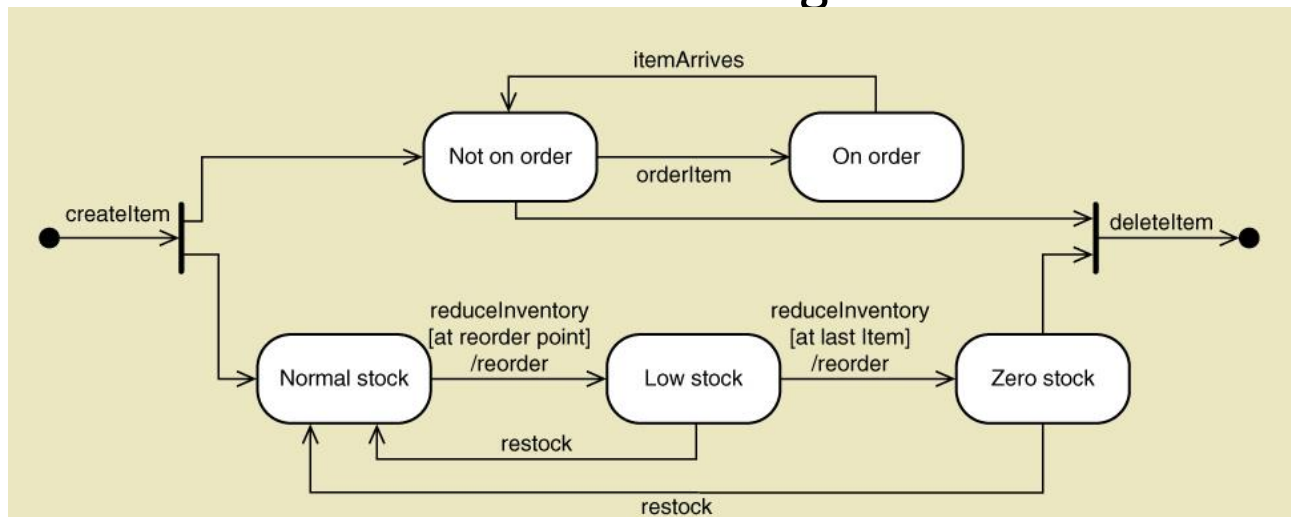 itemArrives
Not on order
On order
orderItem
createItem
deleteItem
reduceInventory
[at reorder point]
/reorder
reduceInventory
[at last Item]
/reorder
Normal stock
Low stock
Zero stock
restock
restock